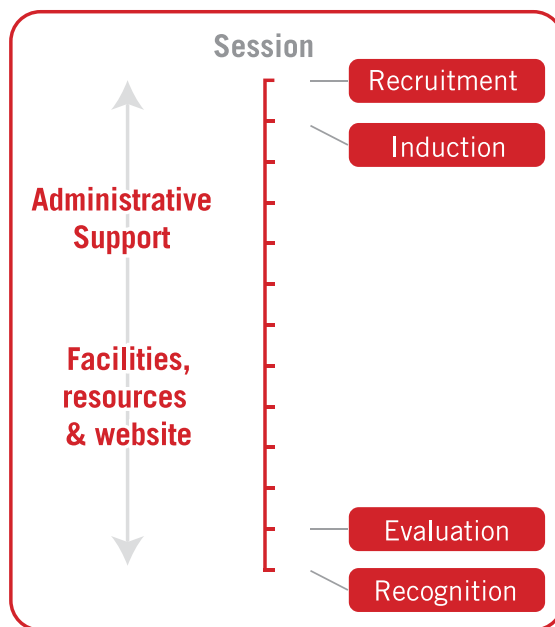 Session
Recruitment
Induction
Administrative
Support
Facilities,
resources
& website
Evaluation
Recognition